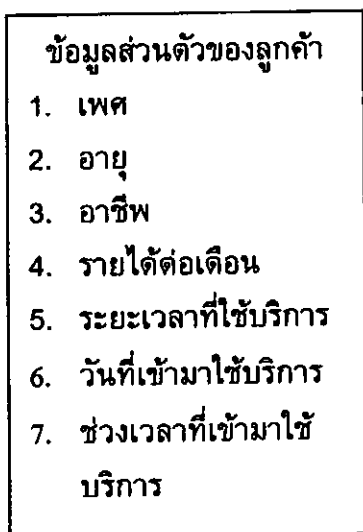 ข้อมูลส่วนตัวของลูกค้า
1. เพศ
2. อายุ
3. อาชีพ
4. รายได้ต่อเดือน
5. ระยะเวลาที่ใช้บริการ
6. วันที่เข้ามาใช้บริการ
7. ช่วงเวลาที่เข้ามาใช้
บริการ